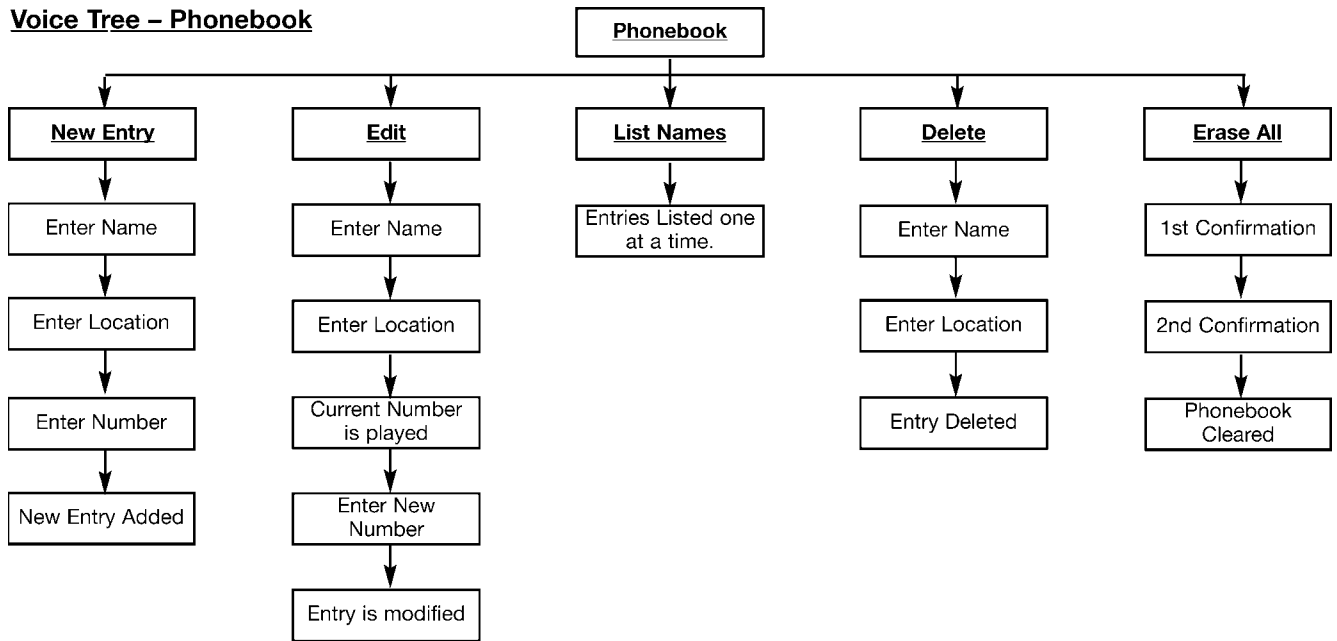 Voice Tree – Phonebook
Phonebook
New Entry
Edit
List Names
Delete
Erase All
Enter Name
Enter Name
Entries Listed one
at a time.
Enter Name
1st Confirmation
Enter Location
Enter Location
Enter Location
2nd Confirmation
Enter Number
Current Number
is played
Entry Deleted
Phonebook
Cleared
New Entry Added
Enter New
Number
Entry is modified